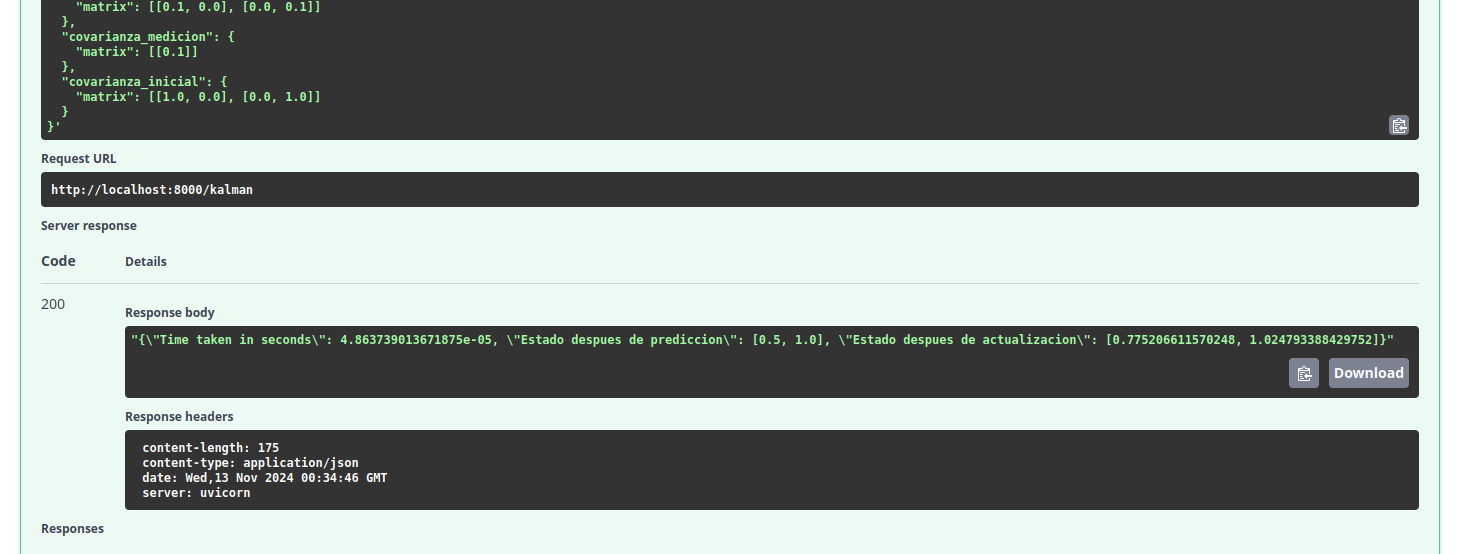 "matrix": [[0.1, 0.0], [0.0, 0.1]]
},
"covarianza_medicion": {
"matrix": [[0.1]]
},
"covarianza_inicial": {
"matrix": [[1.0, 0.0], [0.0, 1.0]]
}
}'
Request URL
http://localhost:8000/kalman
Server response
Code Details
200
Response body
"{\"Time taken in seconds\": 4.863739013671875e-05, \"Estado despues de prediccion\": [0.5, 1.0], \"Estado despues de actualizacion\": [0.775206611570248, 1.024793388429752]}"
Download
Response headers
content-length: 175
content-type: application/json
date: Wed,13 Nov 2024 00:34:46 GMT
server: uvicorn
Responses